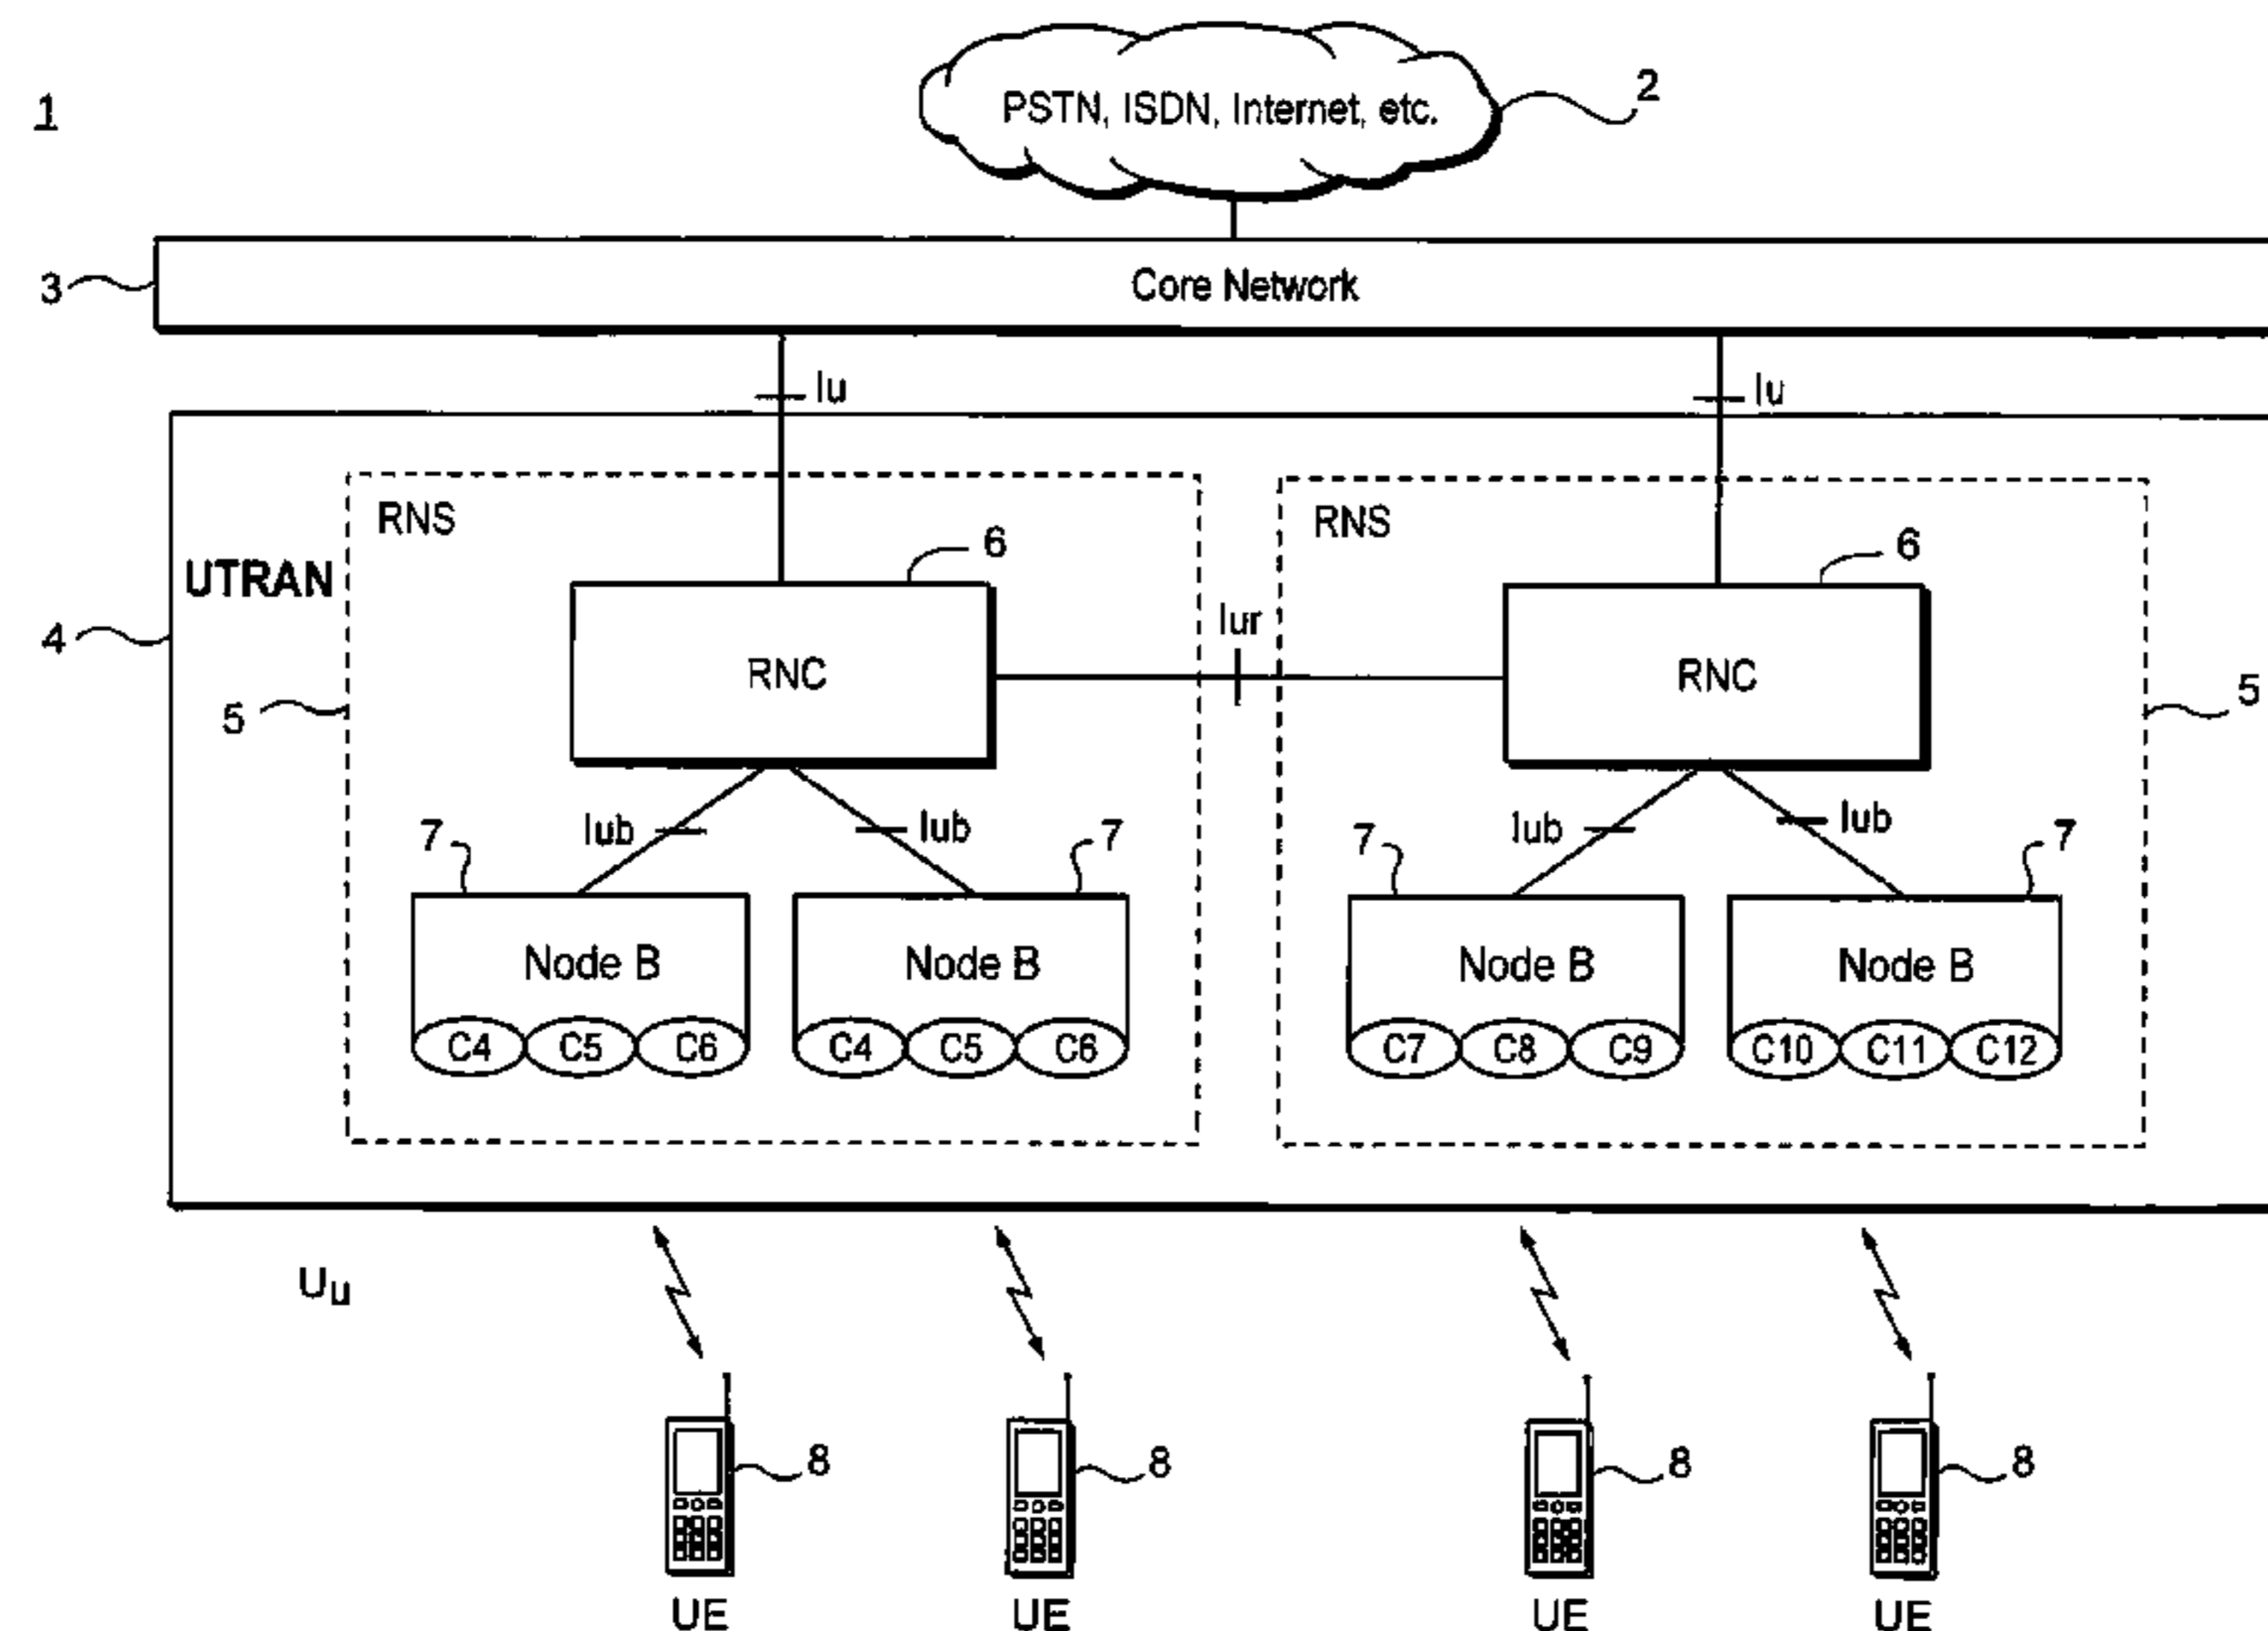 1
PSTN, ISDN, Internet, etc.
2
3
Core Network
Iu
Iu
UTRAN
4
RNS
RNS
6
6
RNC
RNC
Iur
5
5
Iub
Iub
Iub
Iub
7
7
7
7
Node B
Node B
Node B
Node B
C4 C5 C6
C4 C5 C6
C7 C8 C9
C10 C11 C12
Uu
8
8
8
8
UE
UE
UE
UE